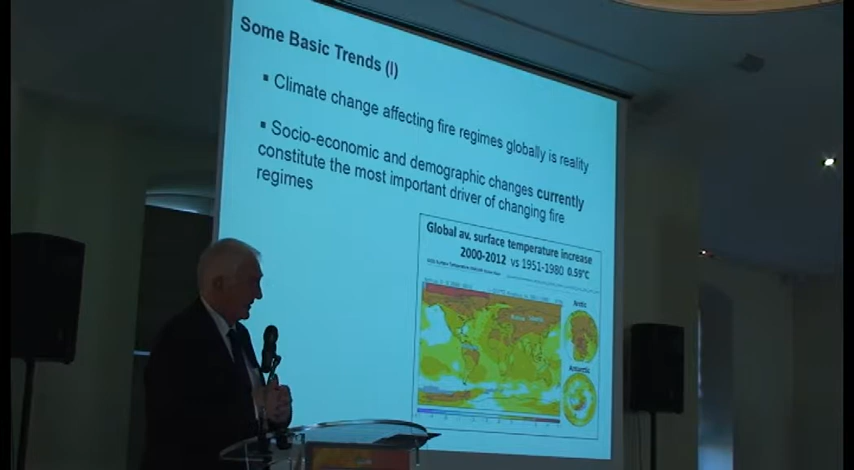 Some Basic Trends (I)
▪ Climate change affecting fire regimes globally is reality
▪ Socio-economic and demographic changes currently
constitute the most important driver of changing fire
regimes
Global av. surface temperature increase
2000-2012 vs 1951-1980 0.59°C
Arctic
Antarctic